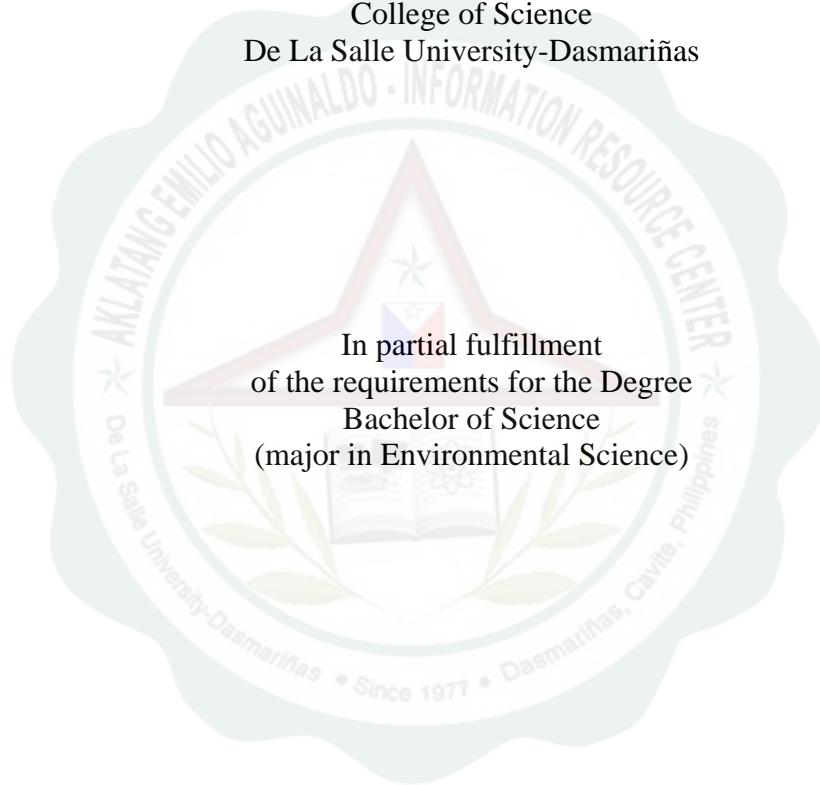 College of Science
De La Salle University-Dasmariñas
AKLATANG EMILIO AGUINALDO - INFORMATION RESOURCE CENTER
In partial fulfillment
of the requirements for the Degree
Bachelor of Science
(major in Environmental Science)
De La Salle University-Dasmariñas • Since 1977 • Dasmariñas, Cavite, Philippines